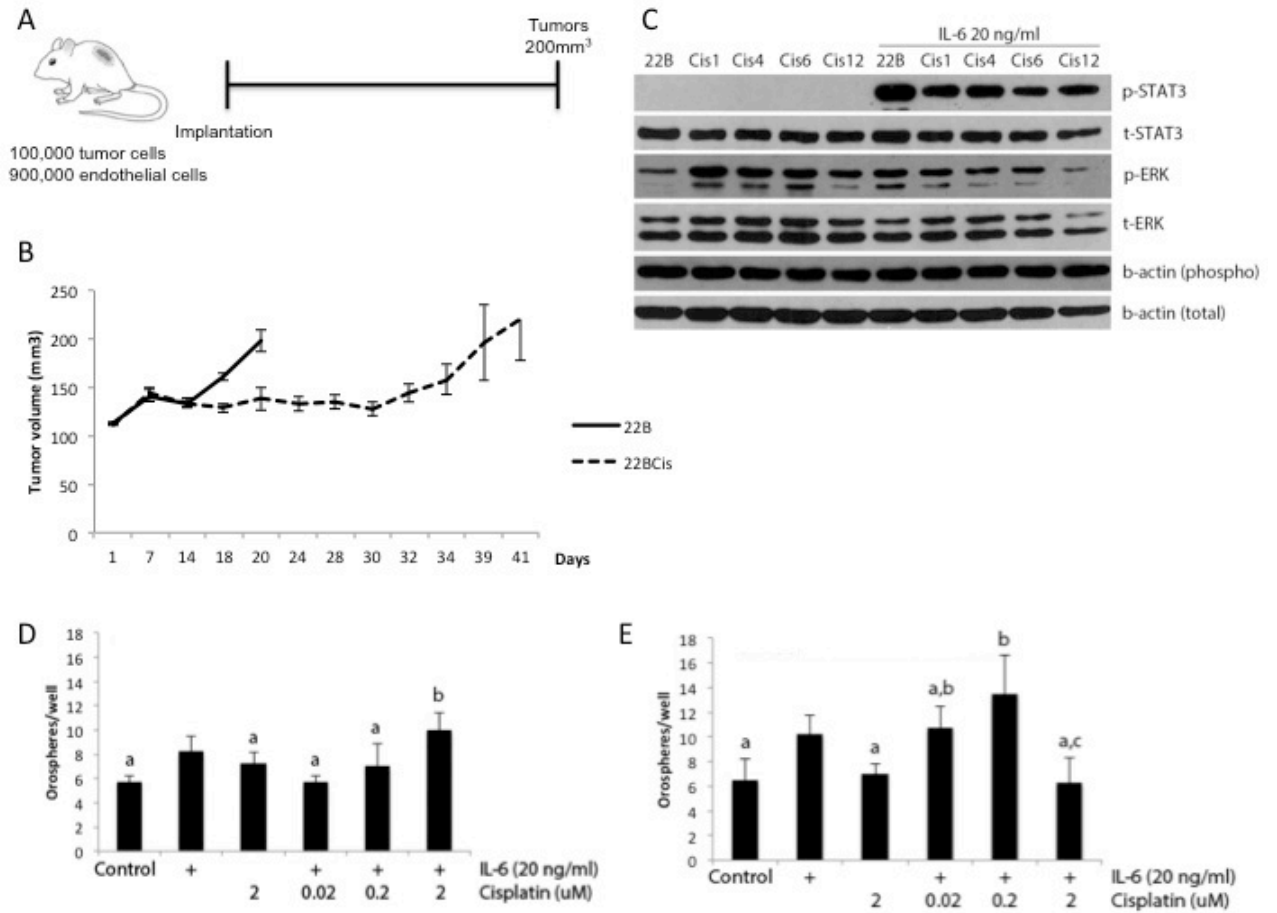 A
Tumors
200mm3
Implantation
100,000 tumor cells
900,000 endothelial cells
C
IL-6 20 ng/ml
22B Cis1 Cis4 Cis6 Cis12 22B Cis1 Cis4 Cis6 Cis12
p-STAT3
t-STAT3
p-ERK
t-ERK
b-actin (phospho)
b-actin (total)
B
Tumor volume (mm3)
250
200
150
100
50
0
1 7 14 18 20 24 28 30 32 34 39 41 Days
22B
22BCis
D
Orospheres/well
18
16
14
12
10
8
6
4
2
0
a a a a b
Control + + + + IL-6 (20 ng/ml)
2 0.02 0.2 2 Cisplatin (uM)
E
Orospheres/well
18
16
14
12
10
8
6
4
2
0
a a a,b b a,c
Control + + + + IL-6 (20 ng/ml)
2 0.02 0.2 2 Cisplatin (uM)